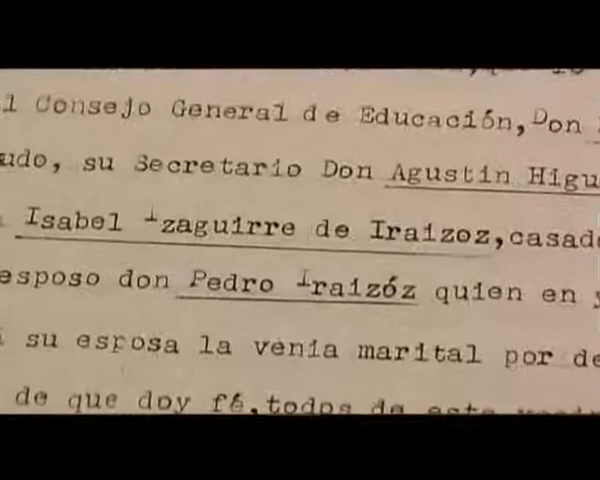 l Consejo General de Educación, Don
udo, su Secretario Don Agustin Higu
Isabel Izaguirre de Iraizoz, casad
esposo don Pedro Iraizóz quien en y
su esposa la venia marital por de
de que doy fé, todos de este